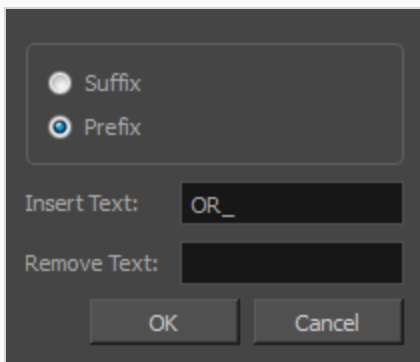 Suffix
Prefix
Insert Text: OR_
Remove Text:
OK Cancel